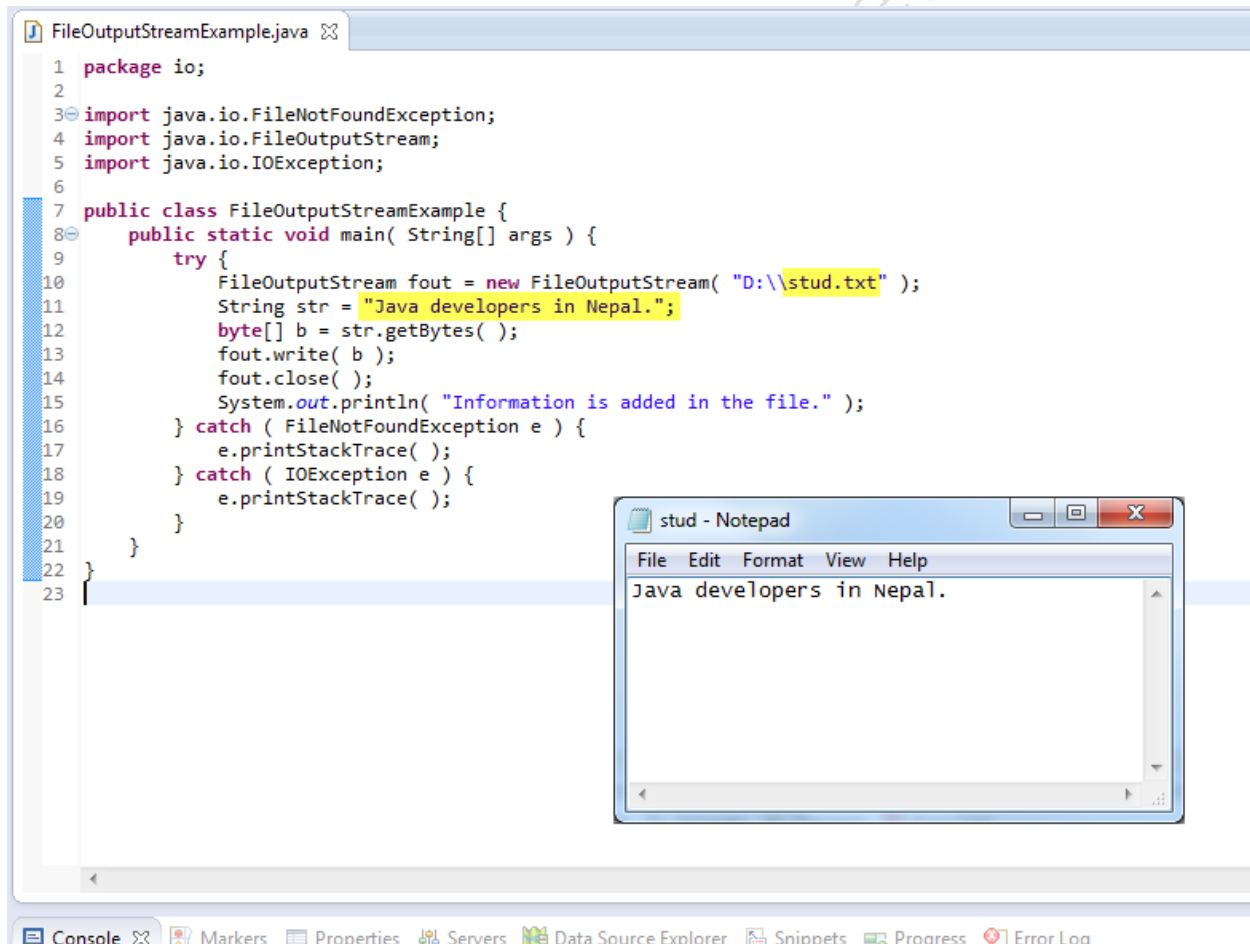 FileOutputStreamExample.java
1 package io;
2
3 import java.io.FileNotFoundException;
4 import java.io.FileOutputStream;
5 import java.io.IOException;
6
7 public class FileOutputStreamExample {
8 public static void main( String[] args ) {
9 try {
10 FileOutputStream fout = new FileOutputStream( "D:\\stud.txt" );
11 String str = "Java developers in Nepal.";
12 byte[] b = str.getBytes( );
13 fout.write( b );
14 fout.close( );
15 System.out.println( "Information is added in the file." );
16 } catch ( FileNotFoundException e ) {
17 e.printStackTrace( );
18 } catch ( IOException e ) {
19 e.printStackTrace( );
20 }
21 }
22 }
23
stud - Notepad
File Edit Format View Help
Java developers in Nepal.
Console Markers Properties Servers Data Source Explorer Snippets Progress Error Log